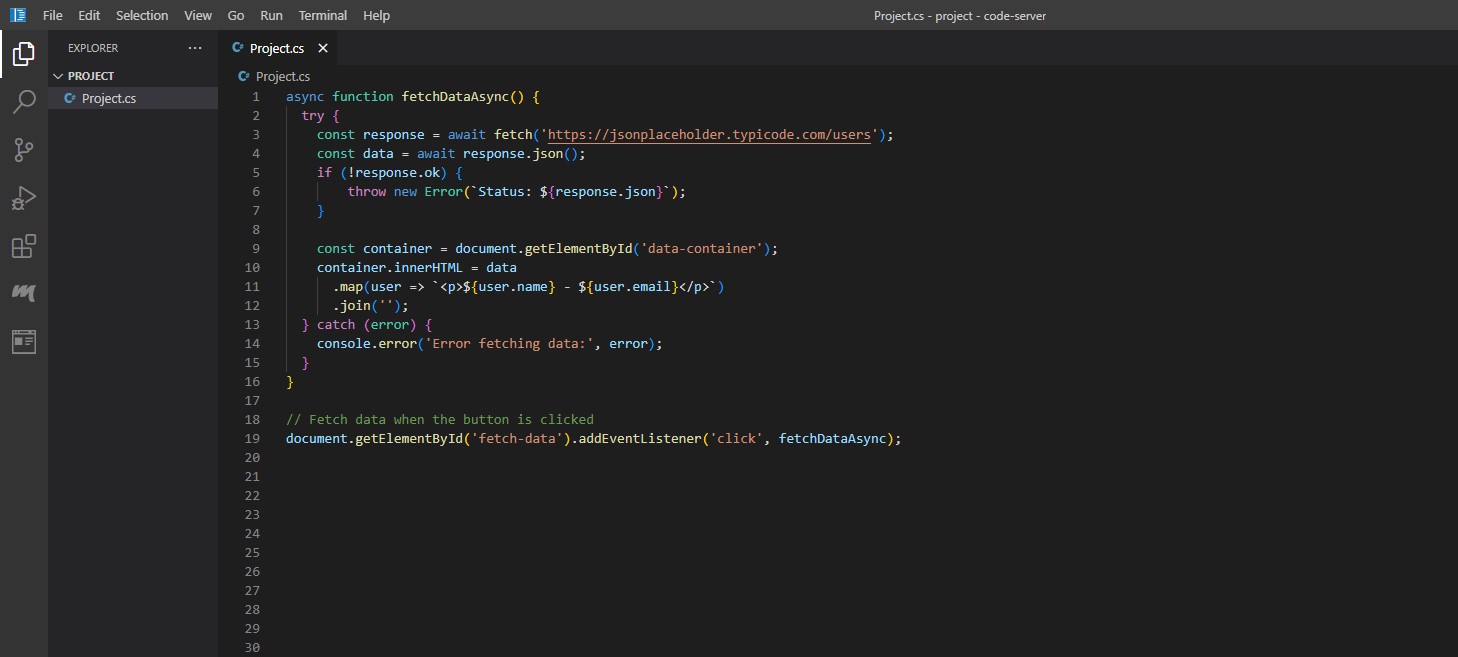 File Edit Selection View Go Run Terminal Help Project.cs - project - code-server
EXPLORER ···
PROJECT
C# Project.cs
C# Project.cs ×
C# Project.cs
1 async function fetchDataAsync() {
2   try {
3     const response = await fetch('https://jsonplaceholder.typicode.com/users');
4     const data = await response.json();
5     if (!response.ok) {
6         throw new Error(`Status: ${response.json}`);
7     }
8
9     const container = document.getElementById('data-container');
10     container.innerHTML = data
11       .map(user => `<p>${user.name} - ${user.email}</p>`)
12       .join('');
13   } catch (error) {
14     console.error('Error fetching data:', error);
15   }
16 }
17
18 // Fetch data when the button is clicked
19 document.getElementById('fetch-data').addEventListener('click', fetchDataAsync);
20
21
22
23
24
25
26
27
28
29
30